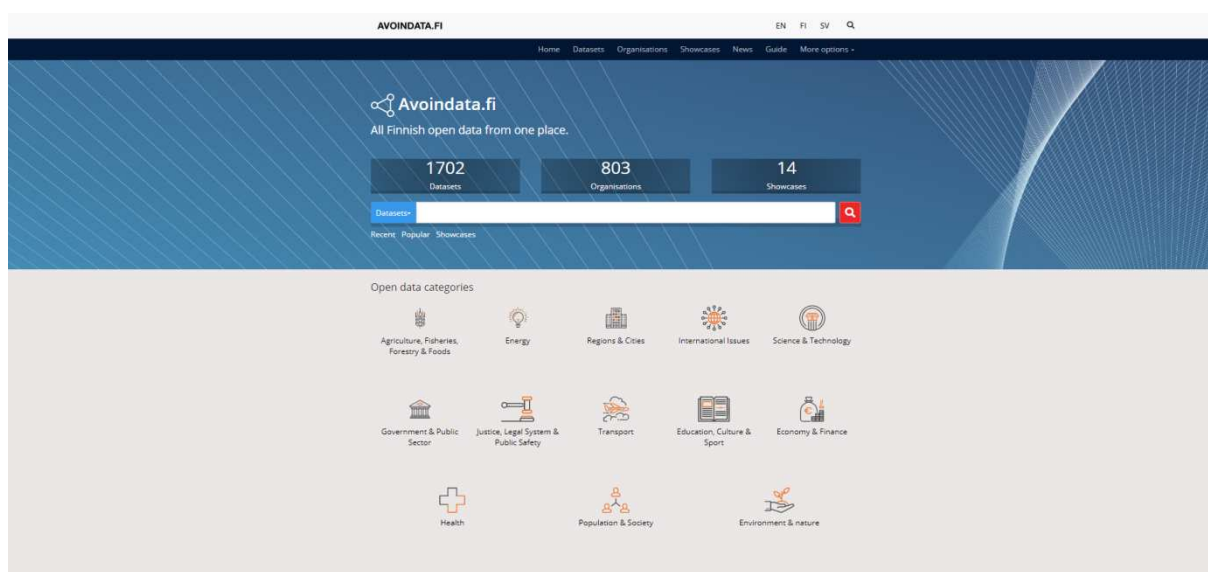 AVOINDATA.FI
EN FI SV
Home Datasets Organisations Showcases News Guide More options
Avoindata.fi
All Finnish open data from one place.
1702 803 14
Datasets Organisations Showcases
Datasets
Recent Popular Showcases
Open data categories
Agriculture, Fisheries, Energy Regions & Cities International Issues Science & Technology
Forestry & Foods
Government & Public Justice, Legal System & Transport Education, Culture & Economy & Finance
Sector Public Safety Sport
Health Population & Society Environment & nature